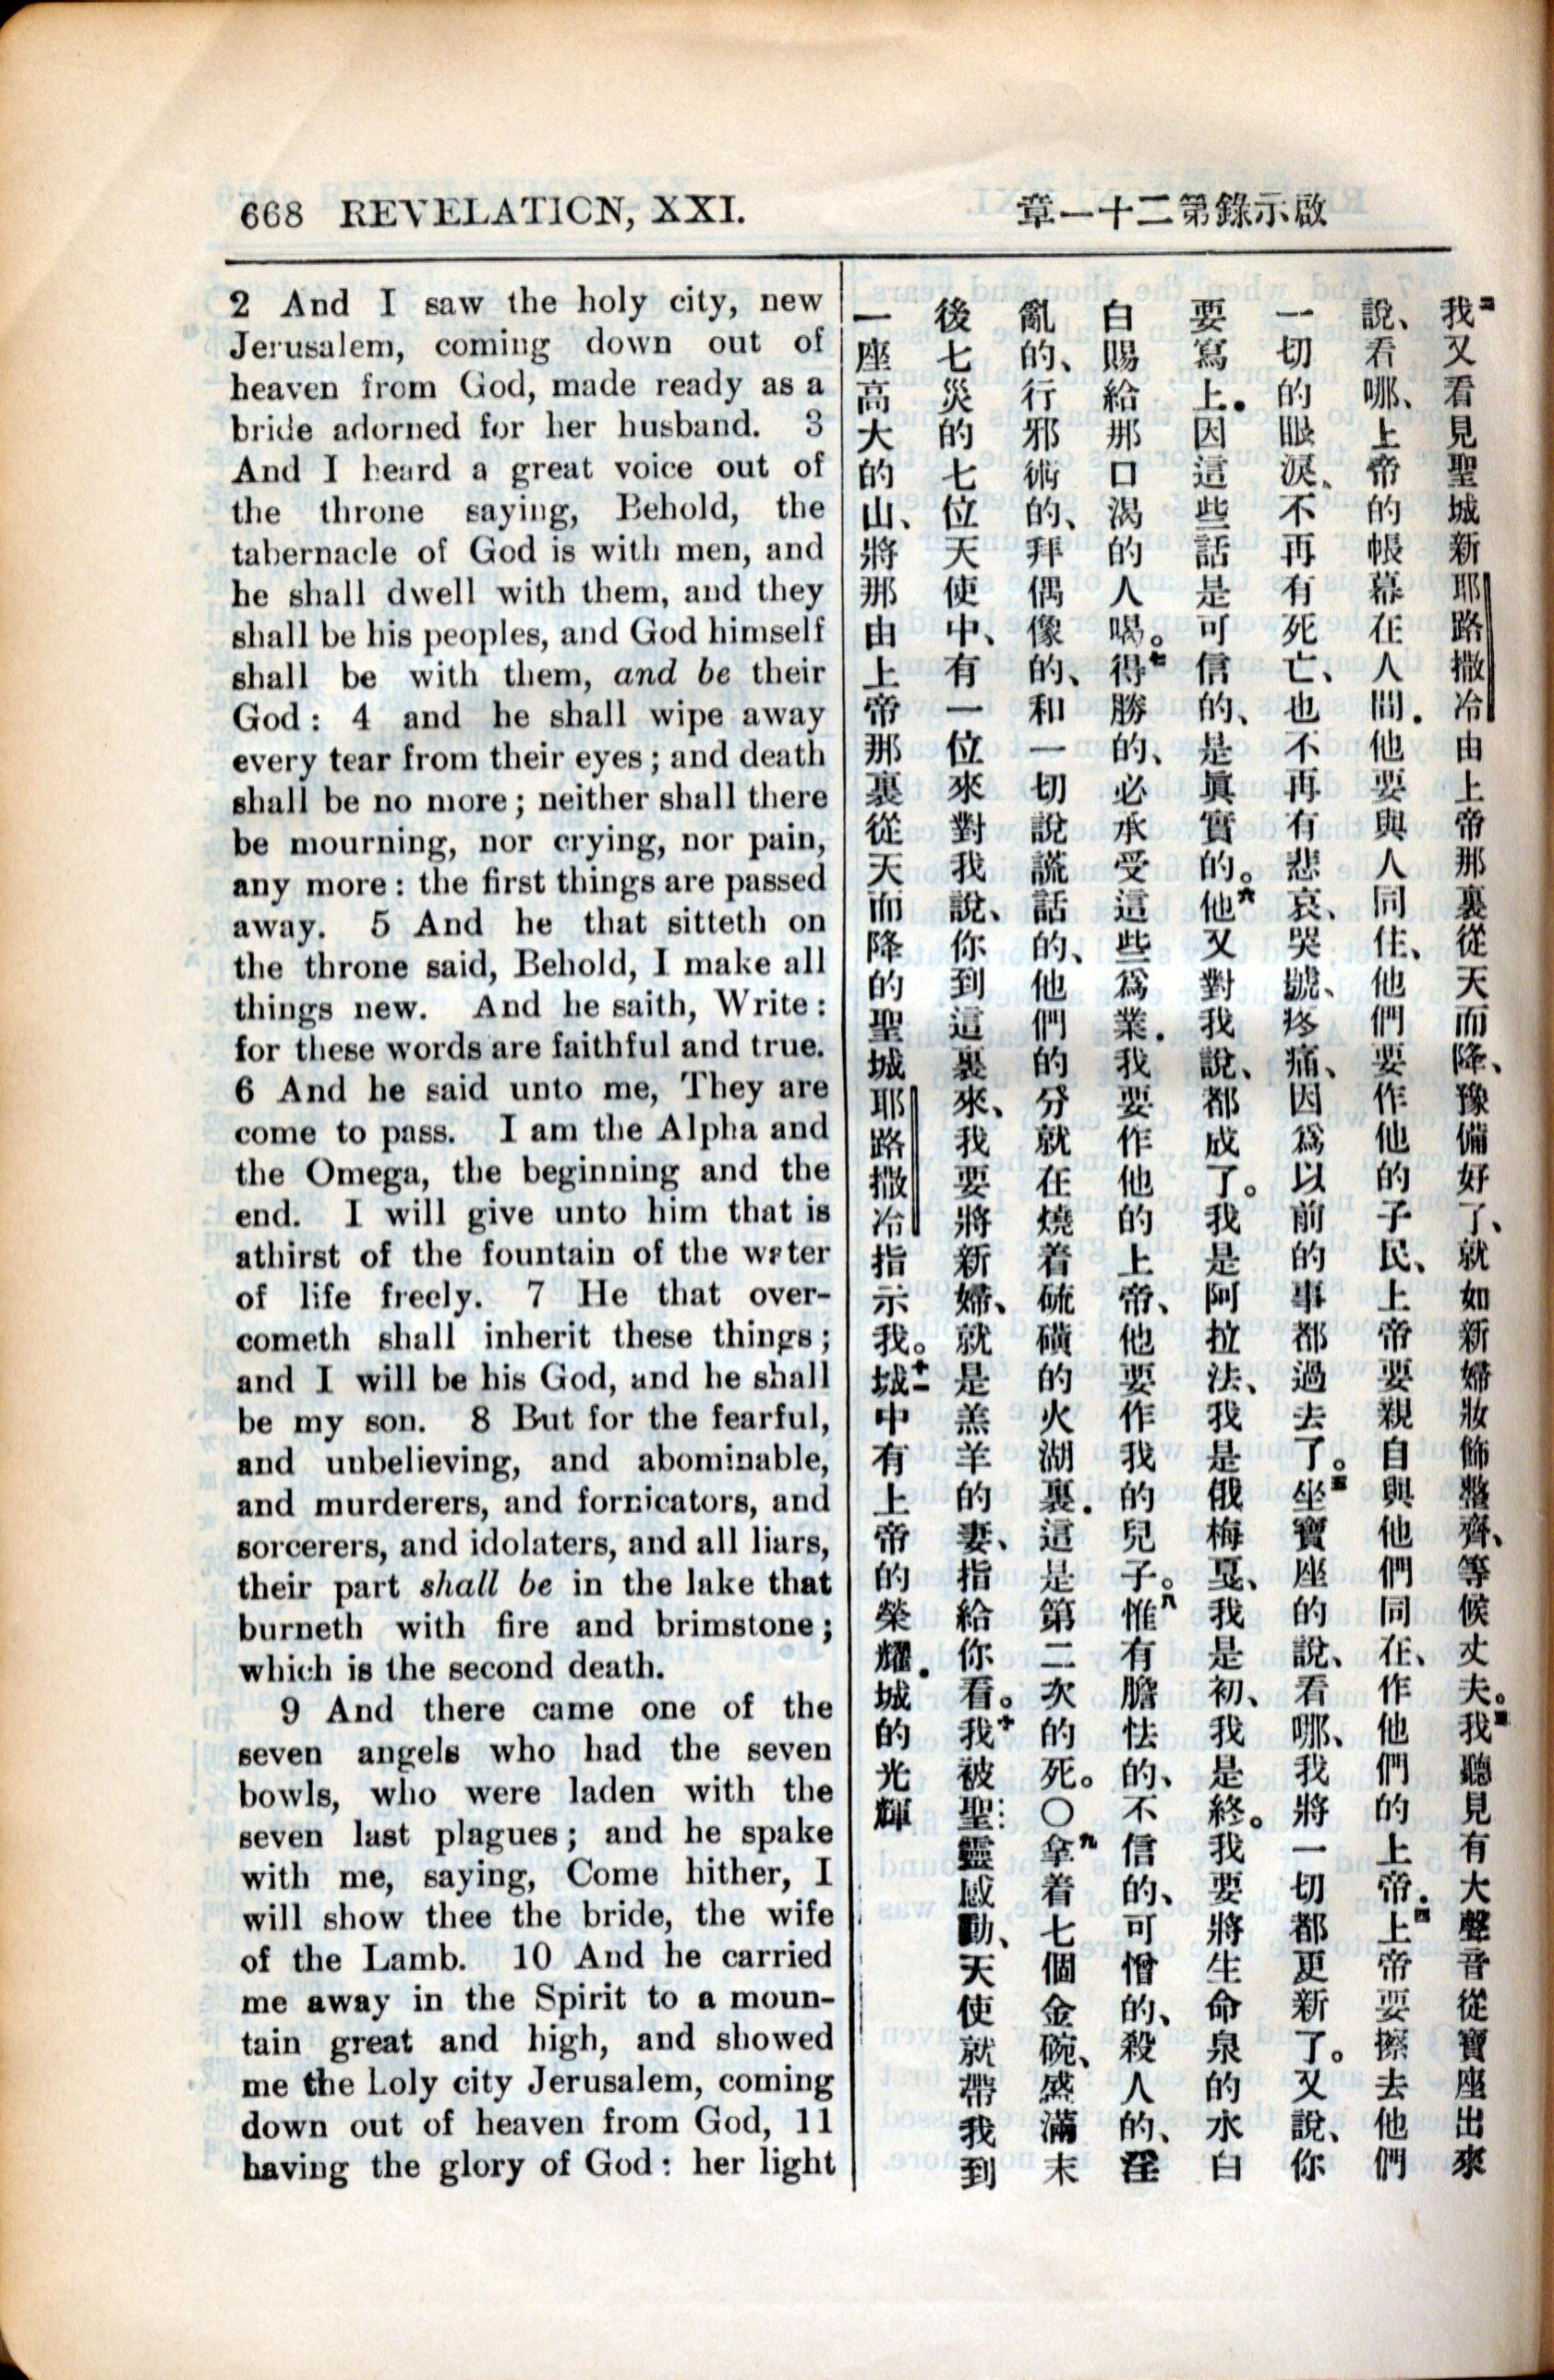 668 REVELATION, XXI.
啟示錄第二十一章
2 And I saw the holy city, new
Jerusalem, coming down out of
heaven from God, made ready as a
bride adorned for her husband. 3
And I heard a great voice out of
the throne saying, Behold, the
tabernacle of God is with men, and
he shall dwell with them, and they
shall be his peoples, and God himself
shall be with them, and be their
God: 4 and he shall wipe away
every tear from their eyes; and death
shall be no more; neither shall there
be mourning, nor crying, nor pain,
any more: the first things are passed
away. 5 And he that sitteth on
the throne said, Behold, I make all
things new. And he saith, Write:
for these words are faithful and true.
6 And he said unto me, They are
come to pass. I am the Alpha and
the Omega, the beginning and the
end. I will give unto him that is
athirst of the fountain of the water
of life freely. 7 He that over-
cometh shall inherit these things;
and I will be his God, and he shall
be my son. 8 But for the fearful,
and unbelieving, and abominable,
and murderers, and fornicators, and
sorcerers, and idolaters, and all liars,
their part shall be in the lake that
burneth with fire and brimstone;
which is the second death.
9 And there came one of the
seven angels who had the seven
bowls, who were laden with the
seven last plagues; and he spake
with me, saying, Come hither, I
will show thee the bride, the wife
of the Lamb. 10 And he carried
me away in the Spirit to a moun-
tain great and high, and showed
me the Loly city Jerusalem, coming
down out of heaven from God, 11
having the glory of God: her light
二我又看見聖城新耶路撒冷由上帝那裏從天而降、豫備好了、就如新婦妝飾整齊、等候丈夫。三我聽見有大聲音從寶座出來
說、看哪、上帝的帳幕在人間．他要與人同住、他們要作他的子民、上帝要親自與他們同在、作他們的上帝．四上帝要擦去他們
一切的眼淚、不再有死亡、也不再有悲哀、哭號、疼痛、因爲以前的事都過去了。五坐寶座的說、看哪、我將一切都更新了。又說、你
要寫上．因這些話是可信的、是眞實的。六他又對我說、都成了。我是阿拉法、我是俄梅戛、我是初、我是終。我要將生命泉的水白
白賜給那口渴的人喝。七得勝的、必承受這些爲業．我要作他的上帝、他要作我的兒子。八惟有膽怯的、不信的、可憎的、殺人的、淫
亂的、行邪術的、拜偶像的、和一切說謊話的、他們的分就在燒着硫磺的火湖裏．這是第二次的死。〇九拿着七個金碗、盛滿末
後七災的七位天使中、有一位來對我說、你到這裏來、我要將新婦、就是羔羊的妻、指給你看。十我被聖靈感動、天使就帶我到
一座高大的山、將那由上帝那裏從天而降的聖城耶路撒冷指示我。十一城中有上帝的榮耀．城的光輝